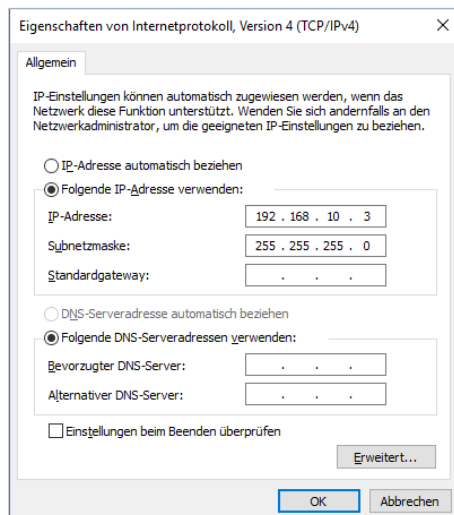 Eigenschaften von Internetprotokoll, Version 4 (TCP/IPv4)
Allgemein
IP-Einstellungen können automatisch zugewiesen werden, wenn das
Netzwerk diese Funktion unterstützt. Wenden Sie sich andernfalls an den
Netzwerkadministrator, um die geeigneten IP-Einstellungen zu beziehen.
IP-Adresse automatisch beziehen
Folgende IP-Adresse verwenden:
IP-Adresse: 192 . 168 . 10 . 3
Subnetzmaske: 255 . 255 . 255 . 0
Standardgateway: . . .
DNS-Serveradresse automatisch beziehen
Folgende DNS-Serveradressen verwenden:
Bevorzugter DNS-Server: . . .
Alternativer DNS-Server: . . .
Einstellungen beim Beenden überprüfen
Erweitert...
OK Abbrechen